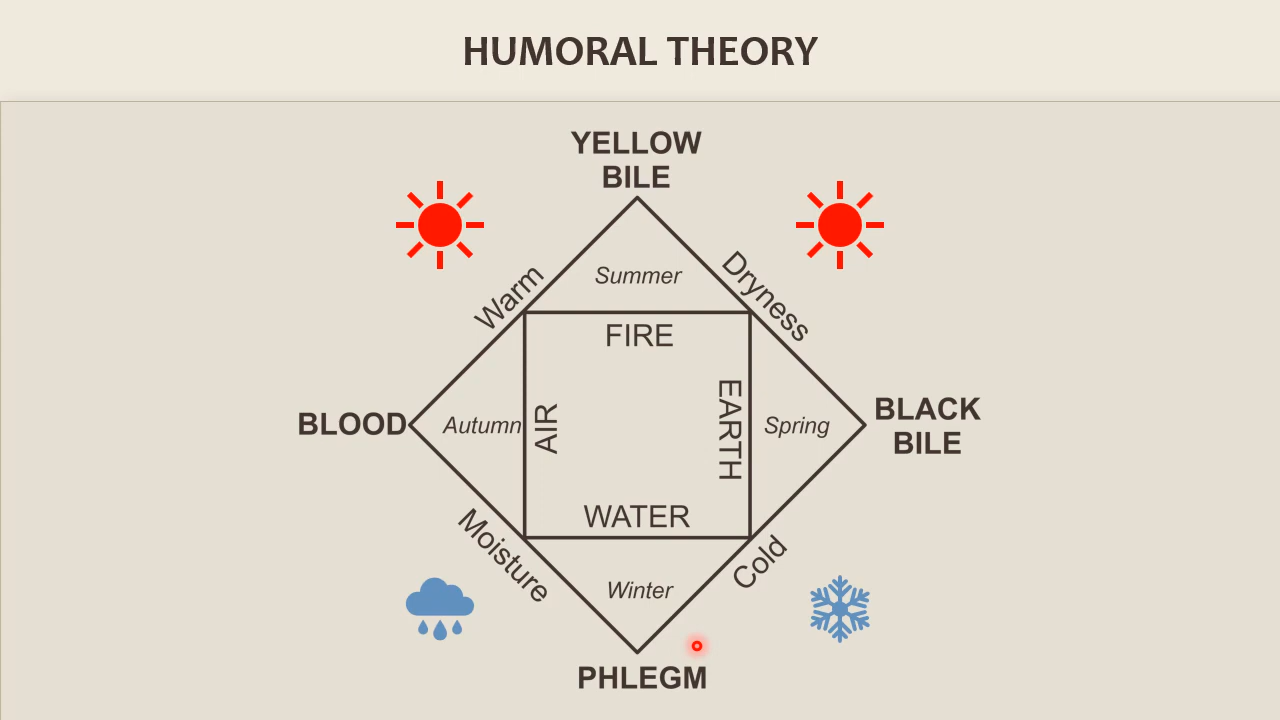 HUMORAL THEORY
YELLOW
BILE
Warm
Summer
Dryness
FIRE
BLOOD
Autumn
AIR
EARTH
Spring
BLACK
BILE
WATER
Moisture
Winter
Cold
PHLEGM